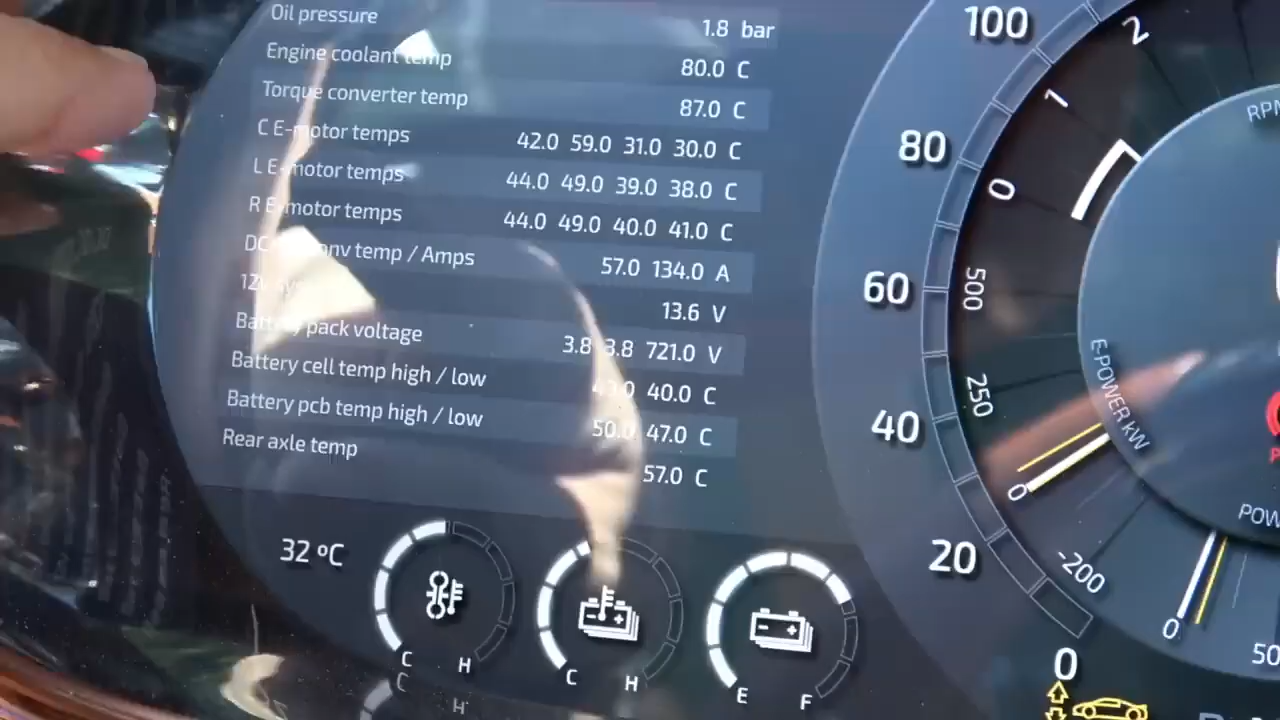 Oil pressure 1.8 bar
Engine coolant temp 80.0 C
Torque converter temp 87.0 C
C E-motor temps 42.0 59.0 31.0 30.0 C
L E-motor temps 44.0 49.0 39.0 38.0 C
R E-motor temps 44.0 49.0 40.0 41.0 C
DC conv temp / Amps 57.0 134.0 A
13.6 V
Battery pack voltage 3.8 3.8 721.0 V
Battery cell temp high / low 40.0 C
Battery pcb temp high / low 50.0 47.0 C
Rear axle temp 57.0 C
32 ºC
C H
C H
E F
C H
100
80
60
40
20
0
2
1
0
500
250
0
-200
RPM
E-POWER kW
P
POW
0
50